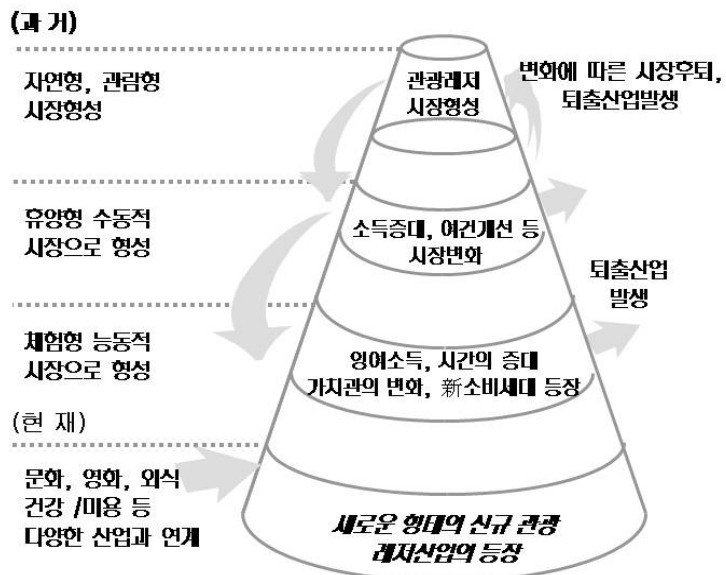 (과 거)
자연형, 관람형
시장형성
관광레저
시장형성
변화에 따른 시장후퇴,
퇴출산업발생
휴양형 수동적
시장으로 형성
소득증대, 여건개선 등
시장변화
퇴출산업
발생
체험형 능동적
시장으로 형성
잉여소득, 시간의 증대
가치관의 변화, 新소비세대 등장
(현 재)
문화, 영화, 외식
건강 /미용 등
다양한 산업과 연계
새로운 형태의 신규 관광
레저산업의 등장